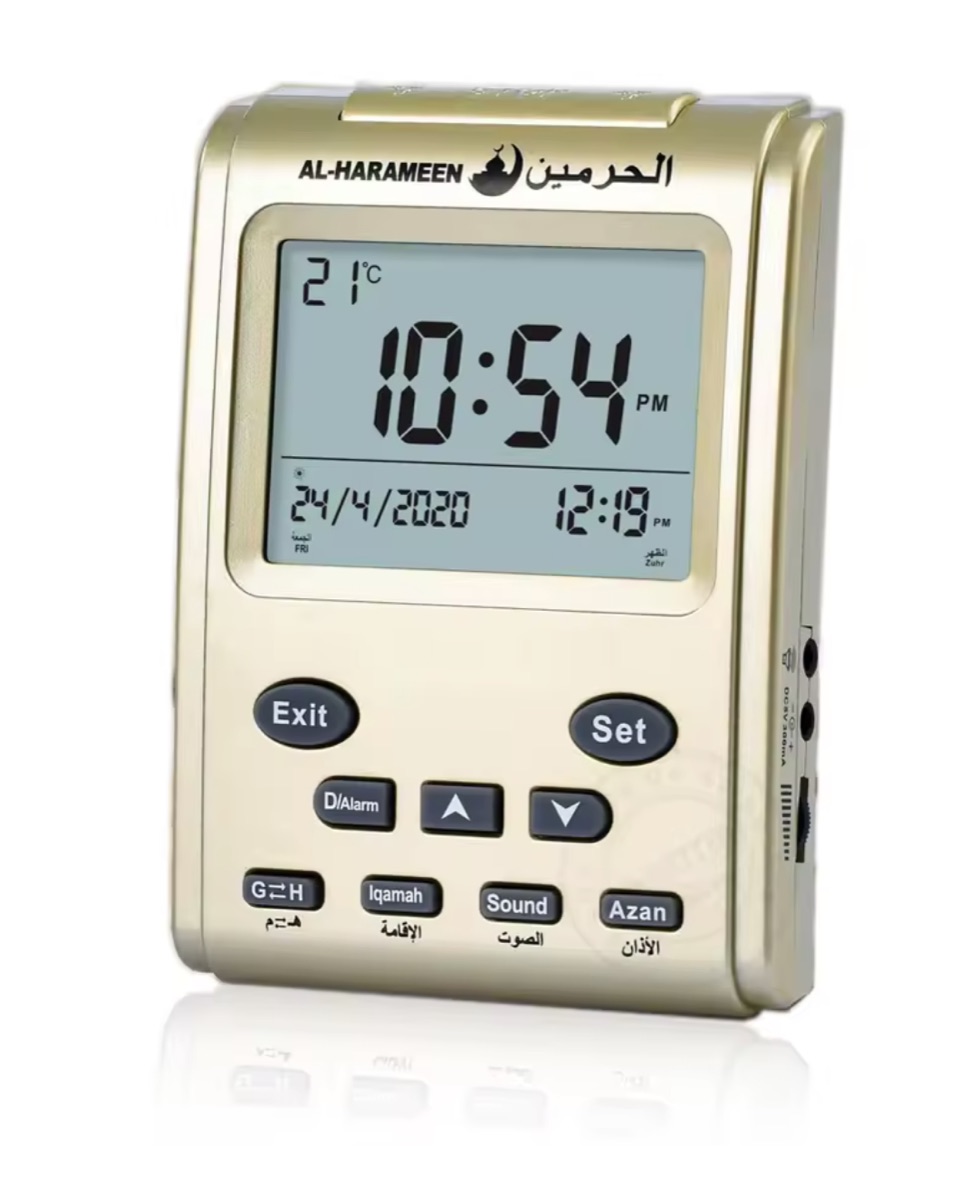 AL-HARAMEEN الحرمين
21°C
10:54 PM
24/4/2020 12:19 PM
الجمعة الظهر
FRI Zuhr
Exit Set
D/Alarm
G⇄H Iqamah Sound Azan
هـ⇄م الإقامة الصوت الأذان
DC5V300mA